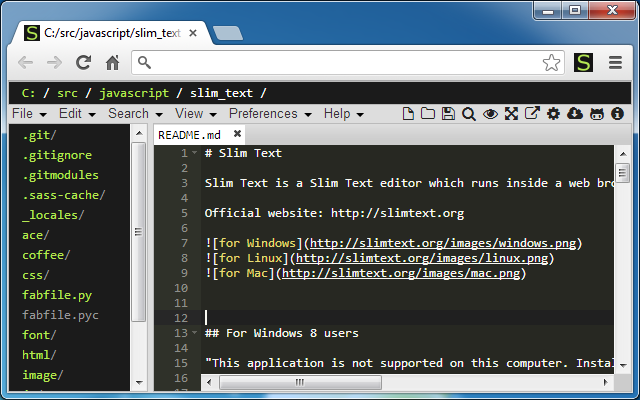 S C:/src/javascript/slim_text
S
C: / src / javascript / slim_text /
File Edit Search View Preferences Help
.git/
.gitignore
.gitmodules
.sass-cache/
_locales/
ace/
coffee/
css/
fabfile.py
fabfile.pyc
font/
html/
image/
README.md
1 # Slim Text
2
3 Slim Text is a Slim Text editor which runs inside a web bro
4
5 Official website: http://slimtext.org
6
7 ![for Windows](http://slimtext.org/images/windows.png)
8 ![for Linux](http://slimtext.org/images/linux.png)
9 ![for Mac](http://slimtext.org/images/mac.png)
10
11
12
13 ## For Windows 8 users
14
15 "This application is not supported on this computer. Instal
16